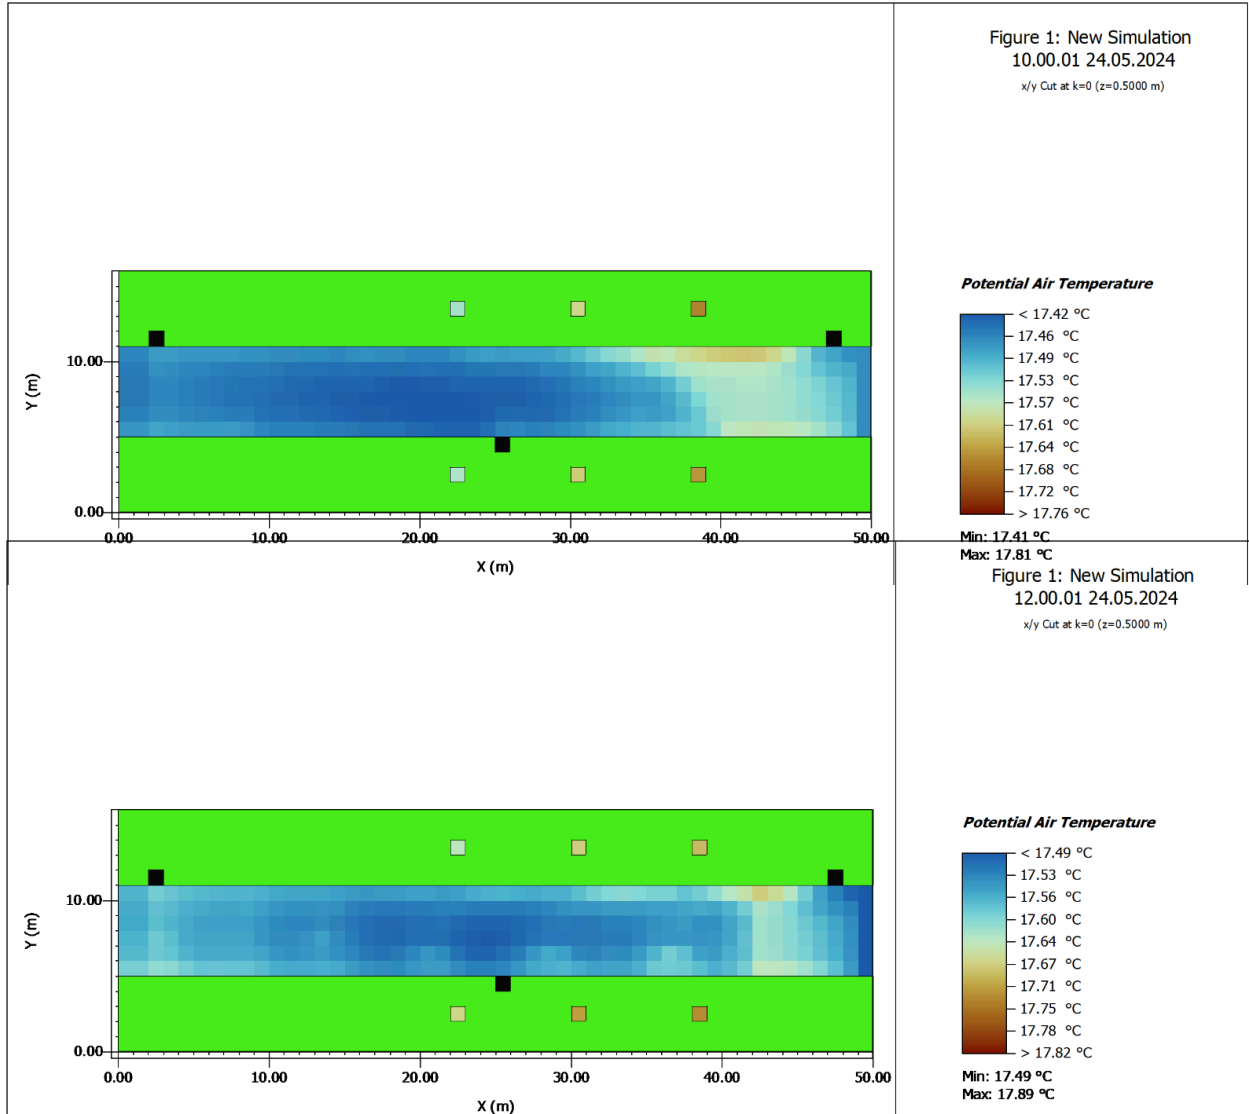 Figure 1: New Simulation
10.00.01 24.05.2024
x/y Cut at k=0 (z=0.5000 m)
Y (m)
10.00
0.00
0.00 10.00 20.00 30.00 40.00 50.00
X (m)
Potential Air Temperature
< 17.42 °C
17.46 °C
17.49 °C
17.53 °C
17.57 °C
17.61 °C
17.64 °C
17.68 °C
17.72 °C
> 17.76 °C
Min: 17.41 °C
Max: 17.81 °C
Figure 1: New Simulation
12.00.01 24.05.2024
x/y Cut at k=0 (z=0.5000 m)
Y (m)
10.00
0.00
0.00 10.00 20.00 30.00 40.00 50.00
X (m)
Potential Air Temperature
< 17.49 °C
17.53 °C
17.56 °C
17.60 °C
17.64 °C
17.67 °C
17.71 °C
17.75 °C
17.78 °C
> 17.82 °C
Min: 17.49 °C
Max: 17.89 °C